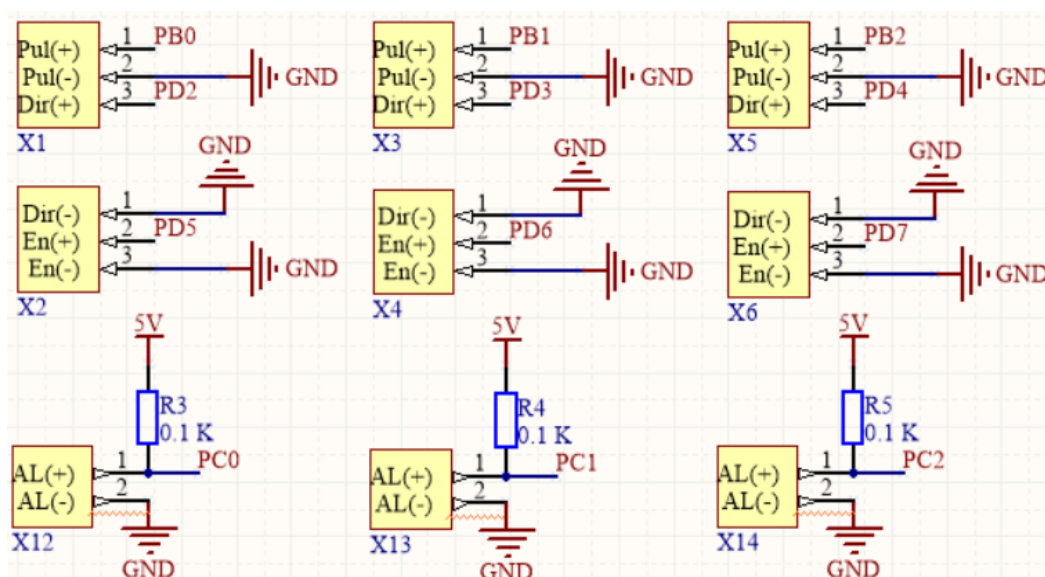 Pul(+) 1 PB0
Pul(-) 2 GND
Dir(+) 3 PD2
X1
Pul(+) 1 PB1
Pul(-) 2 GND
Dir(+) 3 PD3
X3
Pul(+) 1 PB2
Pul(-) 2 GND
Dir(+) 3 PD4
X5
GND
Dir(-) 1
En(+) 2 PD5
En(-) 3 GND
X2
GND
Dir(-) 1
En(+) 2 PD6
En(-) 3 GND
X4
GND
Dir(-) 1
En(+) 2 PD7
En(-) 3 GND
X6
5V
R3
0.1 K
AL(+) 1 PC0
AL(-) 2
X12
GND
5V
R4
0.1 K
AL(+) 1 PC1
AL(-) 2
X13
GND
5V
R5
0.1 K
AL(+) 1 PC2
AL(-) 2
X14
GND